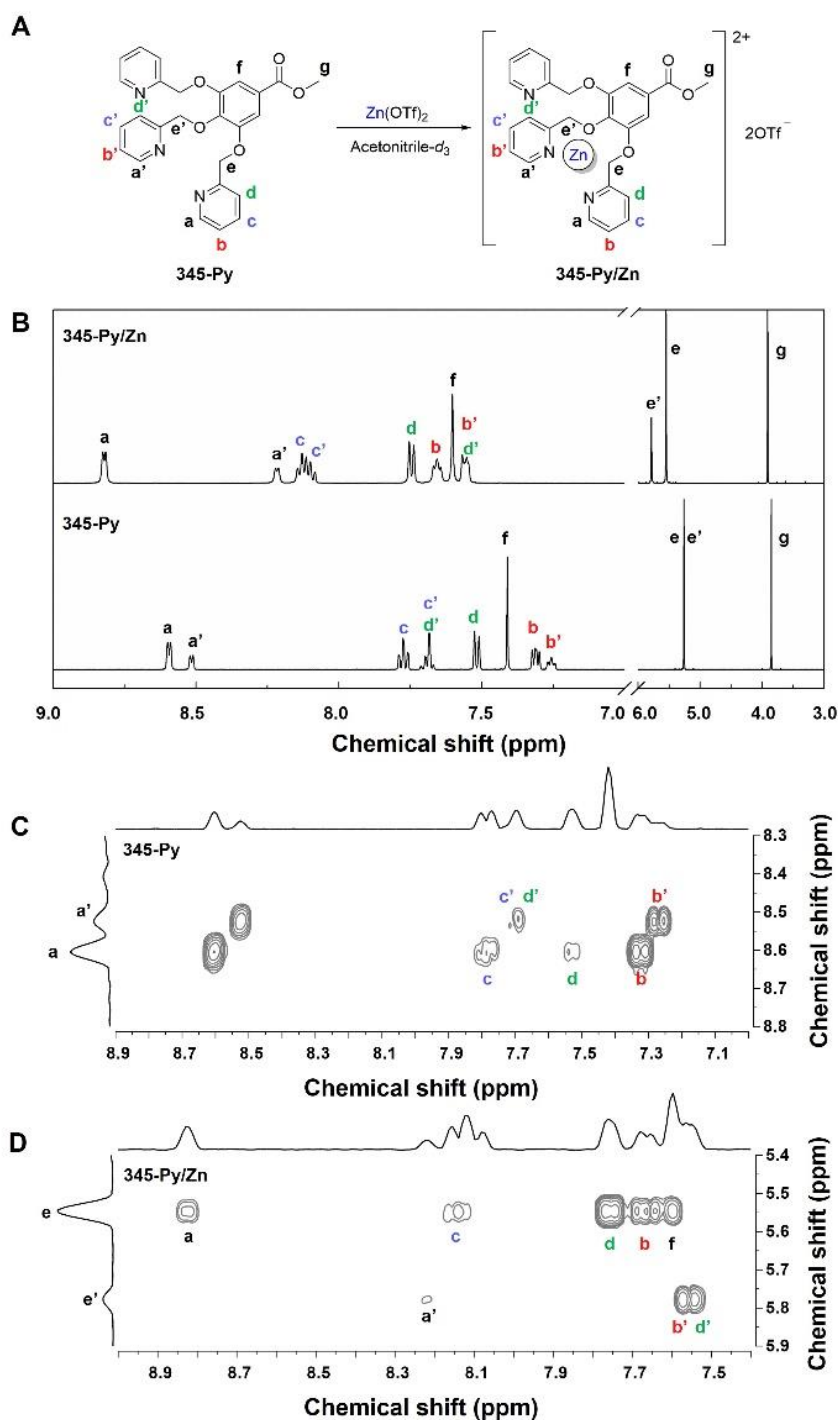 A
f
g
O
O
O
O
O
N
d'
c'
e'
b'
N
a'
e
N
d
a
c
b
345-Py
Zn(OTf)₂
Acetonitrile-d₃
2+
f
g
O
O
O
O
O
N
d'
c'
e'
b'
N
Zn
a'
e
N
d
a
c
b
2OTf⁻
345-Py/Zn
B
345-Py/Zn
a
a'
c
c'
d
b
f
b'
d'
e'
e
g
345-Py
a
a'
c
c'
d'
d
f
b
b'
e
e'
g
9.0 8.5 8.0 7.5 7.0 6.0 5.0 4.0 3.0
Chemical shift (ppm)
C
345-Py
a'
a
c'
d'
b'
c
d
b
8.3
8.4
8.5
8.6
8.7
8.8
Chemical shift (ppm)
8.9 8.7 8.5 8.3 8.1 7.9 7.7 7.5 7.3 7.1
Chemical shift (ppm)
D
345-Py/Zn
e
e'
a
c
d
b
f
a'
b'
d'
5.4
5.5
5.6
5.7
5.8
5.9
Chemical shift (ppm)
8.9 8.7 8.5 8.3 8.1 7.9 7.7 7.5
Chemical shift (ppm)